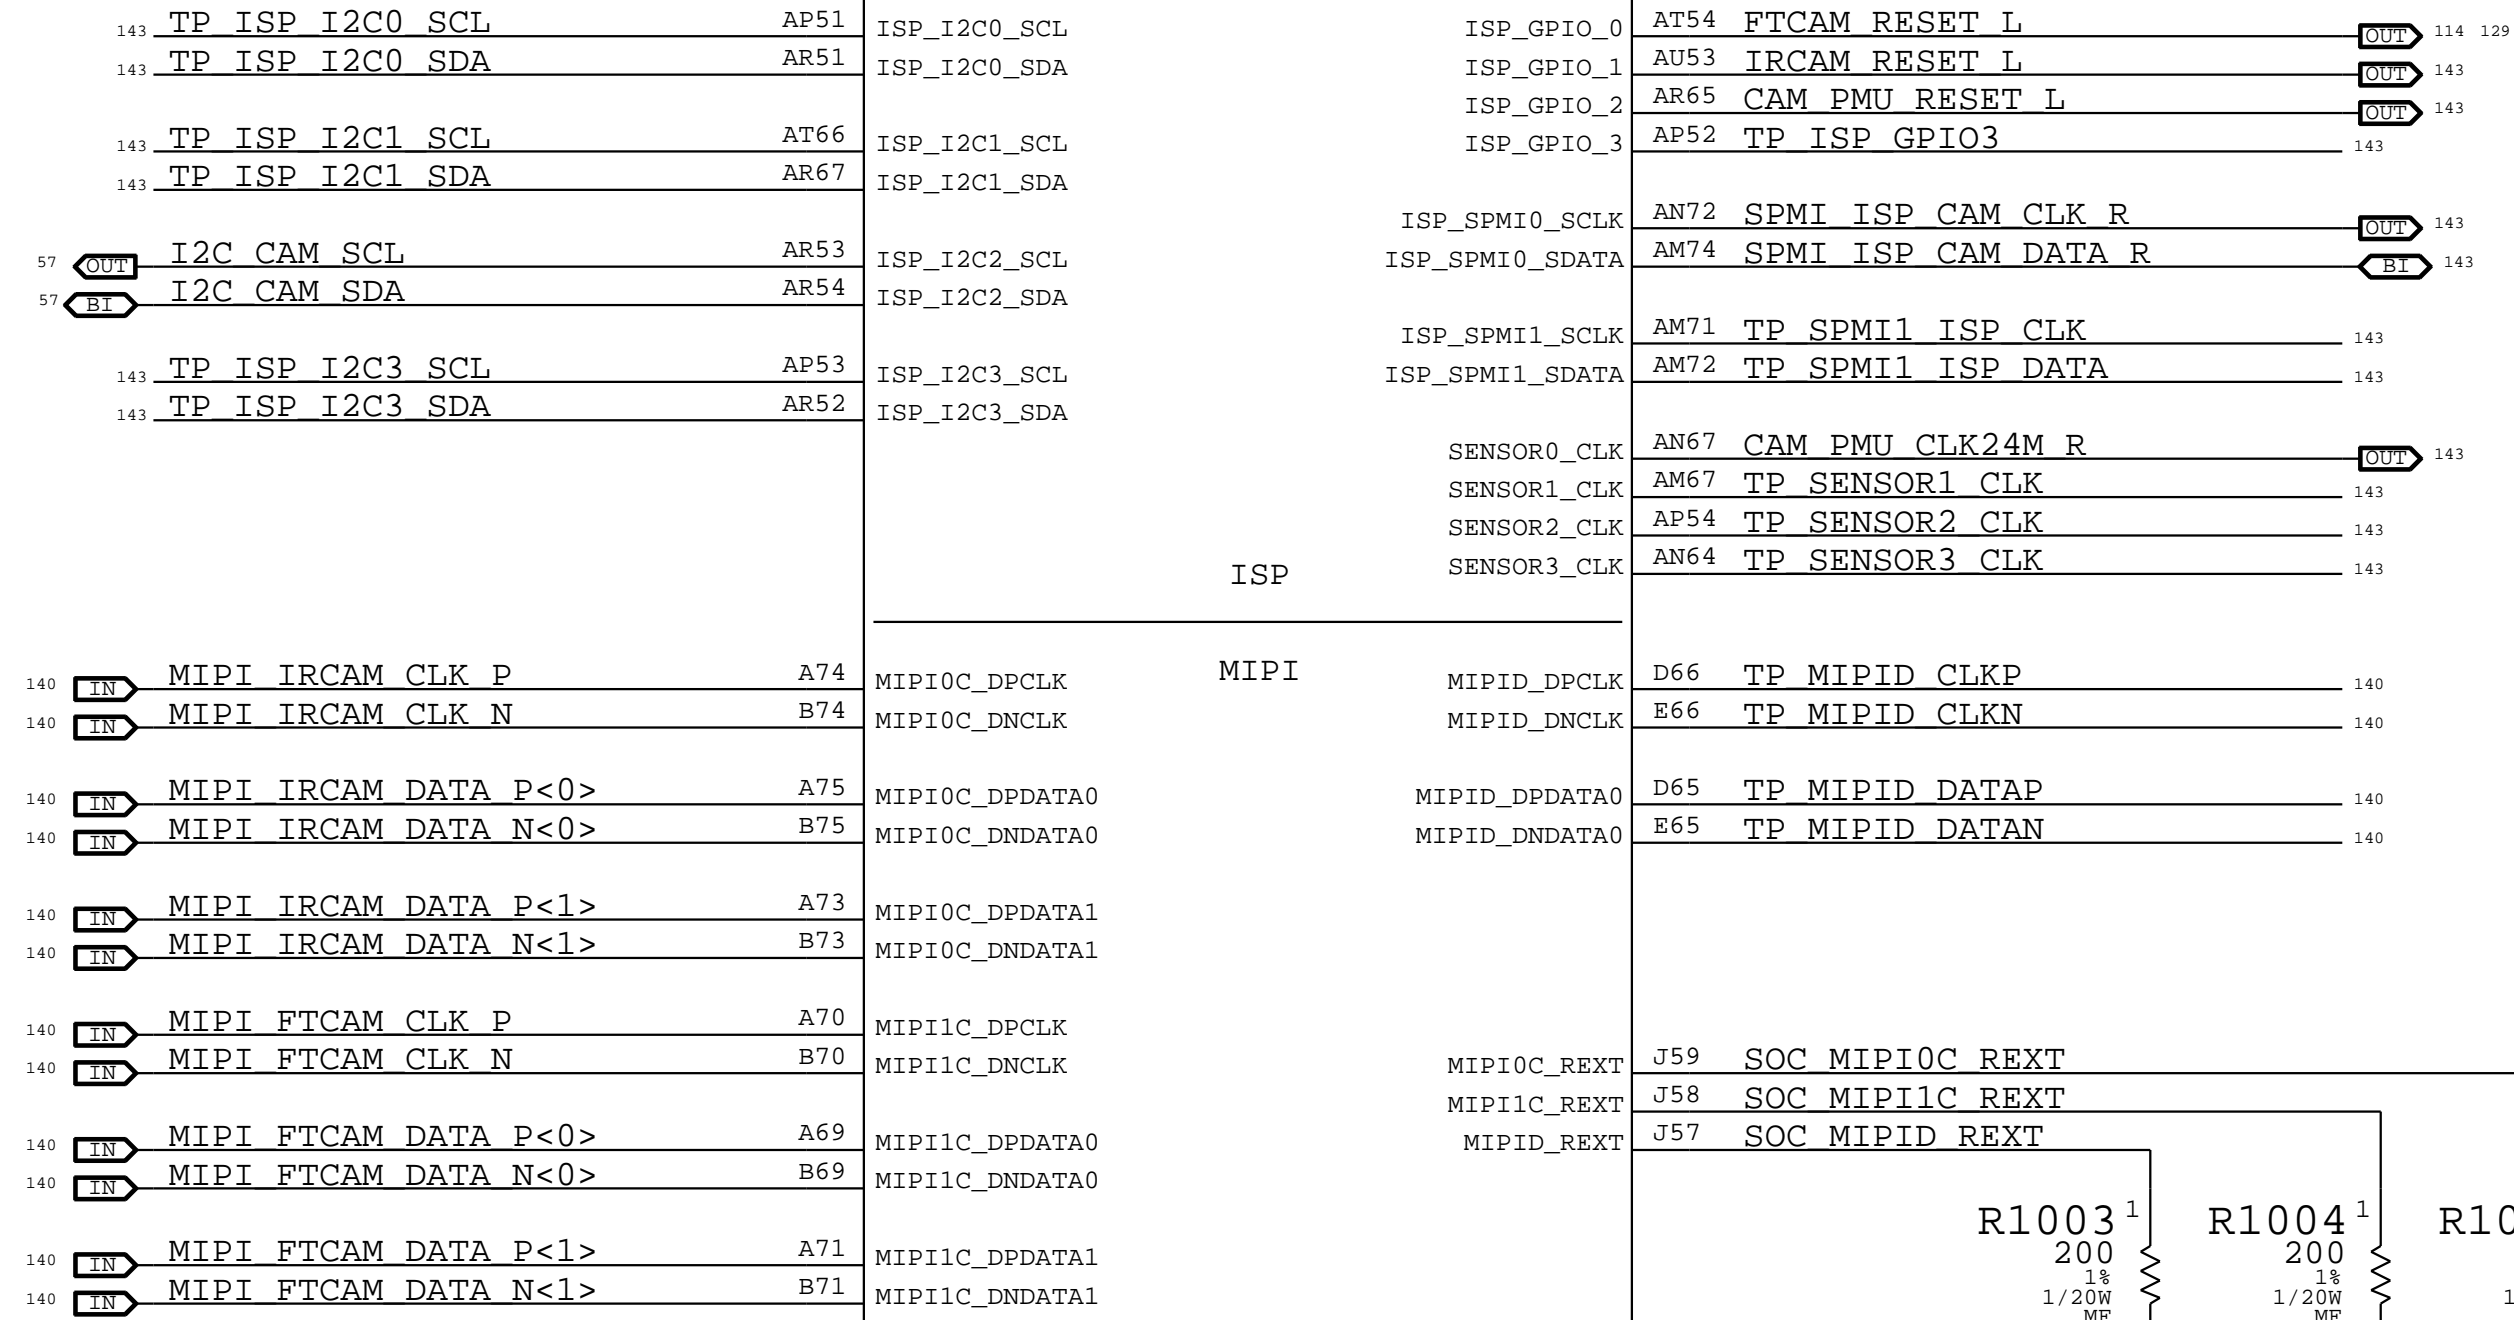 143 TP_ISP_I2C0_SCL AP51 ISP_I2C0_SCL
143 TP_ISP_I2C0_SDA AR51 ISP_I2C0_SDA
143 TP_ISP_I2C1_SCL AT66 ISP_I2C1_SCL
143 TP_ISP_I2C1_SDA AR67 ISP_I2C1_SDA
57 OUT I2C_CAM_SCL AR53 ISP_I2C2_SCL
57 BI I2C_CAM_SDA AR54 ISP_I2C2_SDA
143 TP_ISP_I2C3_SCL AP53 ISP_I2C3_SCL
143 TP_ISP_I2C3_SDA AR52 ISP_I2C3_SDA
ISP_GPIO_0 AT54 FTCAM_RESET_L OUT 114 129
ISP_GPIO_1 AU53 IRCAM_RESET_L OUT 143
ISP_GPIO_2 AR65 CAM_PMU_RESET_L OUT 143
ISP_GPIO_3 AP52 TP_ISP_GPIO3 143
ISP_SPMI0_SCLK AN72 SPMI_ISP_CAM_CLK_R OUT 143
ISP_SPMI0_SDATA AM74 SPMI_ISP_CAM_DATA_R BI 143
ISP_SPMI1_SCLK AM71 TP_SPMI1_ISP_CLK 143
ISP_SPMI1_SDATA AM72 TP_SPMI1_ISP_DATA 143
SENSOR0_CLK AN67 CAM_PMU_CLK24M_R OUT 143
SENSOR1_CLK AM67 TP_SENSOR1_CLK 143
SENSOR2_CLK AP54 TP_SENSOR2_CLK 143
SENSOR3_CLK AN64 TP_SENSOR3_CLK 143
ISP
MIPI
140 IN MIPI_IRCAM_CLK_P A74 MIPI0C_DPCLK
140 IN MIPI_IRCAM_CLK_N B74 MIPI0C_DNCLK
140 IN MIPI_IRCAM_DATA_P<0> A75 MIPI0C_DPDATA0
140 IN MIPI_IRCAM_DATA_N<0> B75 MIPI0C_DNDATA0
140 IN MIPI_IRCAM_DATA_P<1> A73 MIPI0C_DPDATA1
140 IN MIPI_IRCAM_DATA_N<1> B73 MIPI0C_DNDATA1
140 IN MIPI_FTCAM_CLK_P A70 MIPI1C_DPCLK
140 IN MIPI_FTCAM_CLK_N B70 MIPI1C_DNCLK
140 IN MIPI_FTCAM_DATA_P<0> A69 MIPI1C_DPDATA0
140 IN MIPI_FTCAM_DATA_N<0> B69 MIPI1C_DNDATA0
140 IN MIPI_FTCAM_DATA_P<1> A71 MIPI1C_DPDATA1
140 IN MIPI_FTCAM_DATA_N<1> B71 MIPI1C_DNDATA1
MIPID_DPCLK D66 TP_MIPID_CLKP 140
MIPID_DNCLK E66 TP_MIPID_CLKN 140
MIPID_DPDATA0 D65 TP_MIPID_DATAP 140
MIPID_DNDATA0 E65 TP_MIPID_DATAN 140
MIPI0C_REXT J59 SOC_MIPI0C_REXT
MIPI1C_REXT J58 SOC_MIPI1C_REXT
MIPID_REXT J57 SOC_MIPID_REXT
R1003 1
200
1%
1/20W
MF
R1004 1
200
1%
1/20W
MF